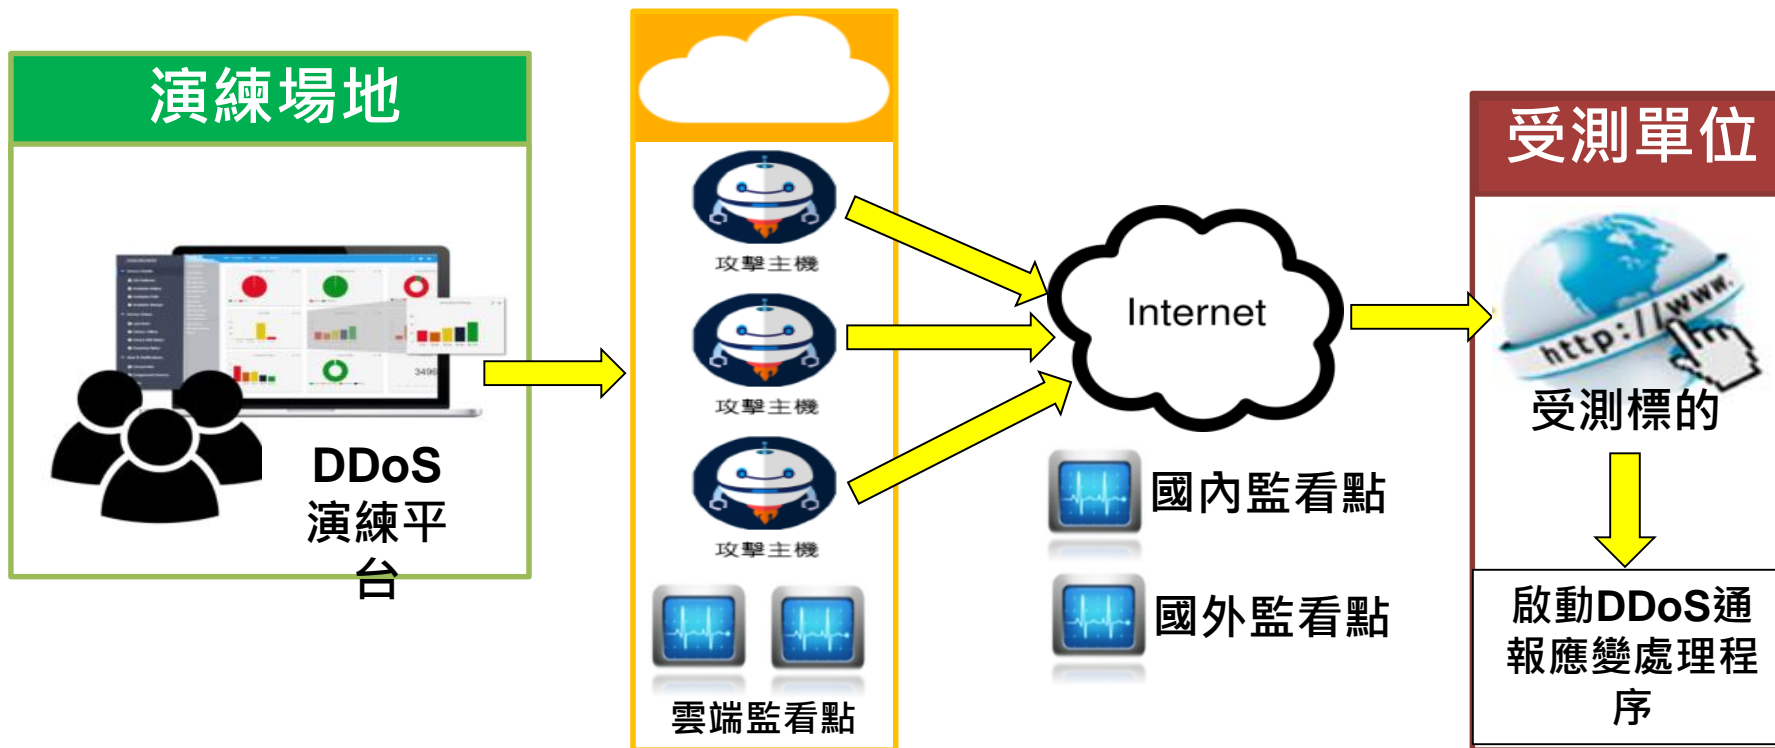 演練場地
DDoS
演練平
台
攻擊主機
攻擊主機
攻擊主機
雲端監看點
Internet
國內監看點
國外監看點
受測單位
http://www.
受測標的
啟動DDoS通
報應變處理程
序
3496